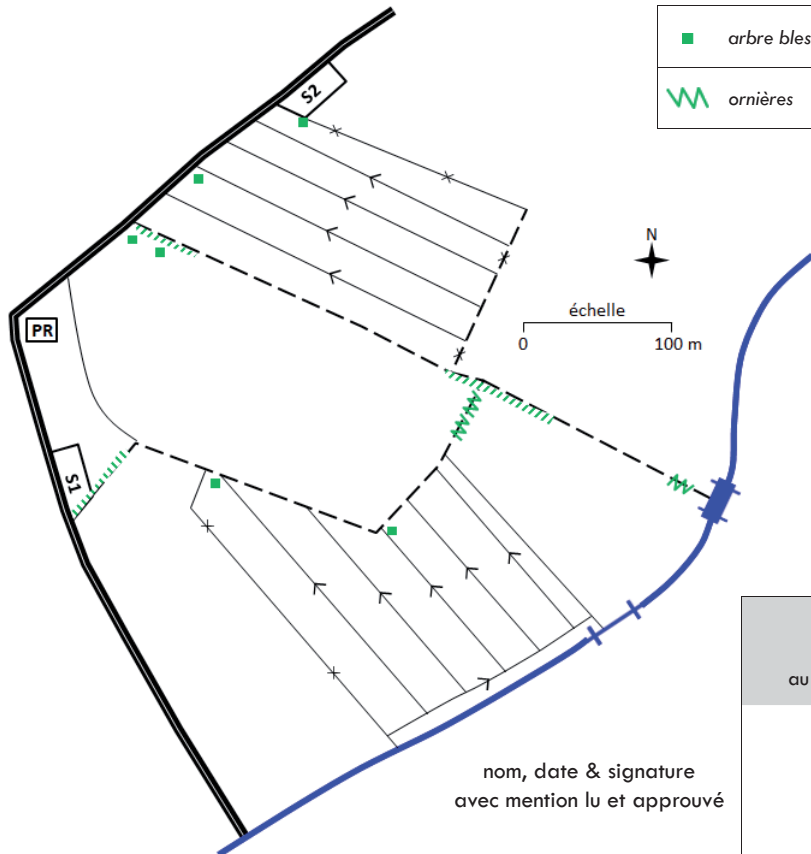 arbre bles
ornières
S2
N
échelle
0 100 m
PR
S1
au
nom, date & signature
avec mention lu et approuvé